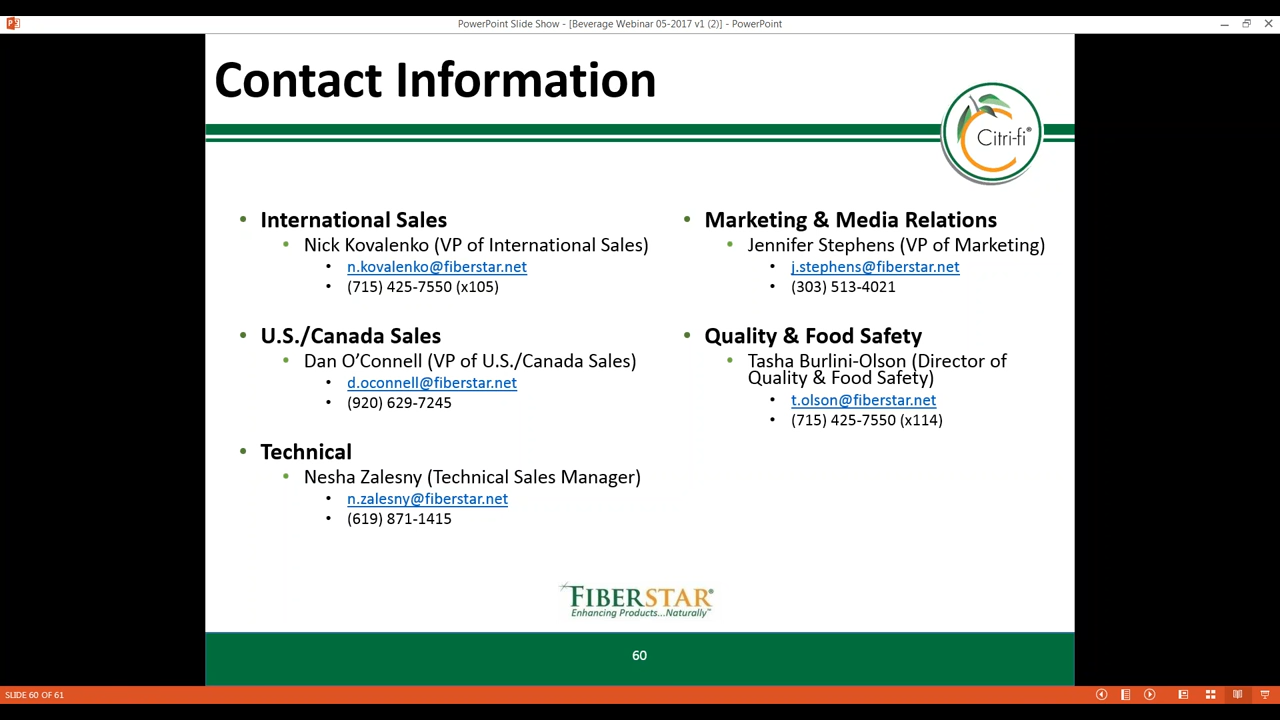 PowerPoint Slide Show - [Beverage Webinar 05-2017 v1 (2)] - PowerPoint
Contact Information
Citri-fi®
• International Sales
• Nick Kovalenko (VP of International Sales)
• n.kovalenko@fiberstar.net
• (715) 425-7550 (x105)
• U.S./Canada Sales
• Dan O’Connell (VP of U.S./Canada Sales)
• d.oconnell@fiberstar.net
• (920) 629-7245
• Technical
• Nesha Zalesny (Technical Sales Manager)
• n.zalesny@fiberstar.net
• (619) 871-1415
• Marketing & Media Relations
• Jennifer Stephens (VP of Marketing)
• j.stephens@fiberstar.net
• (303) 513-4021
• Quality & Food Safety
• Tasha Burlini-Olson (Director of
Quality & Food Safety)
• t.olson@fiberstar.net
• (715) 425-7550 (x114)
FIBERSTAR®
Enhancing Products...Naturally™
60
SLIDE 60 OF 61